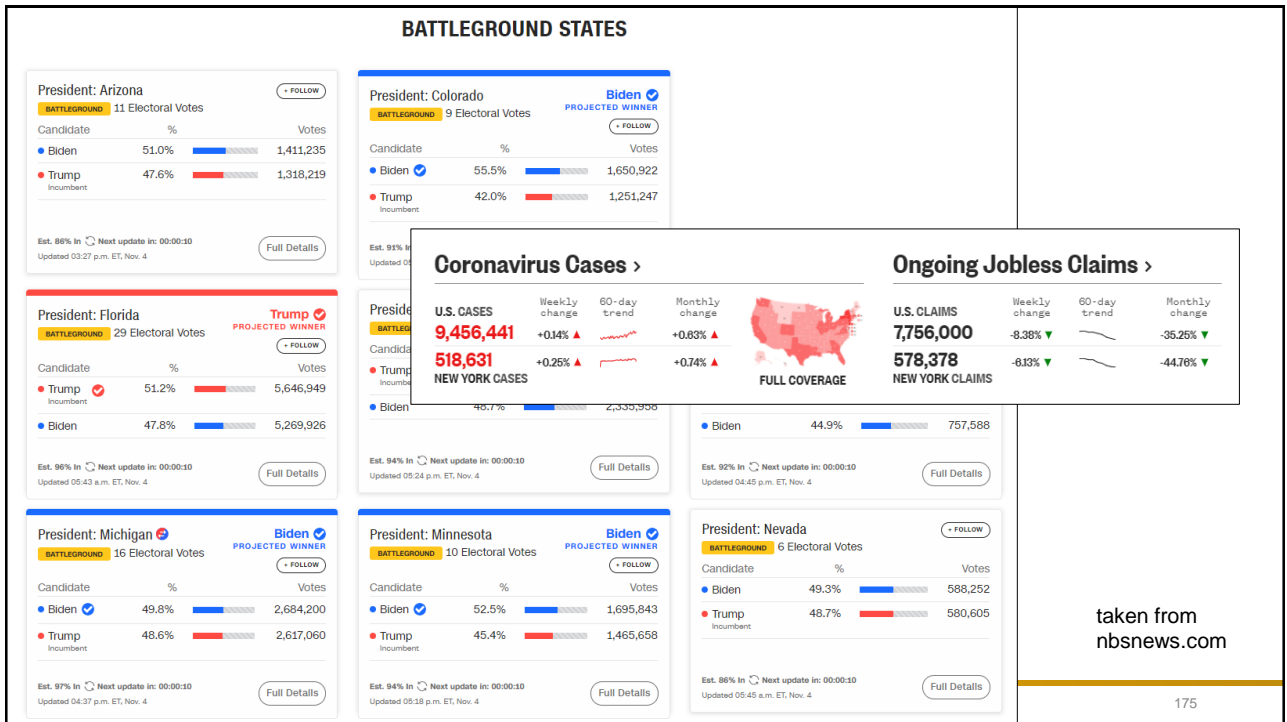 BATTLEGROUND STATES
President: Arizona
+ FOLLOW
BATTLEGROUND 11 Electoral Votes
Candidate % Votes
Biden 51.0% 1,411,235
Trump 47.6% 1,318,219
Incumbent
Est. 86% In Next update in: 00:00:10
Updated 03:27 p.m. ET, Nov. 4
Full Details
President: Colorado
Biden
PROJECTED WINNER
BATTLEGROUND 9 Electoral Votes
+ FOLLOW
Candidate % Votes
Biden 55.5% 1,650,922
Trump 42.0% 1,251,247
Incumbent
Est. 91% In
Updated
Coronavirus Cases >
Weekly change
60-day trend
Monthly change
U.S. CASES
9,456,441 +0.14% ▲ +0.63% ▲
518,631 +0.25% ▲ +0.74% ▲
NEW YORK CASES
FULL COVERAGE
Ongoing Jobless Claims >
Weekly change
60-day trend
Monthly change
U.S. CLAIMS
7,756,000 -8.38% ▼ -35.25% ▼
578,378 -6.13% ▼ -44.76% ▼
NEW YORK CLAIMS
President: Florida
Trump
PROJECTED WINNER
BATTLEGROUND 29 Electoral Votes
+ FOLLOW
Candidate % Votes
Trump 51.2% 5,646,949
Incumbent
Biden 47.8% 5,269,926
Est. 96% In Next update in: 00:00:10
Updated 05:43 a.m. ET, Nov. 4
Full Details
Trump
Biden 48.7% 2,335,958
Est. 94% In Next update in: 00:00:10
Updated 05:24 p.m. ET, Nov. 4
Full Details
Biden 44.9% 757,588
Est. 92% In Next update in: 00:00:10
Updated 04:45 p.m. ET, Nov. 4
Full Details
President: Michigan
Biden
PROJECTED WINNER
BATTLEGROUND 16 Electoral Votes
+ FOLLOW
Candidate % Votes
Biden 49.8% 2,684,200
Trump 48.6% 2,617,060
Incumbent
Est. 97% In Next update in: 00:00:10
Updated 04:37 p.m. ET, Nov. 4
Full Details
President: Minnesota
Biden
PROJECTED WINNER
BATTLEGROUND 10 Electoral Votes
+ FOLLOW
Candidate % Votes
Biden 52.5% 1,695,843
Trump 45.4% 1,465,658
Incumbent
Est. 94% In Next update in: 00:00:10
Updated 05:18 p.m. ET, Nov. 4
Full Details
President: Nevada
+ FOLLOW
BATTLEGROUND 6 Electoral Votes
Candidate % Votes
Biden 49.3% 588,252
Trump 48.7% 580,605
Incumbent
Est. 86% In Next update in: 00:00:10
Updated 05:45 a.m. ET, Nov. 4
Full Details
taken from
nbsnews.com
175